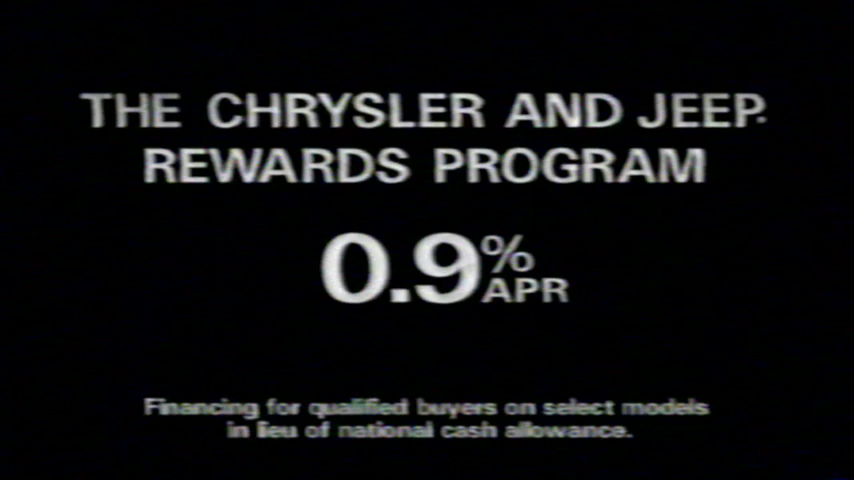 THE CHRYSLER AND JEEP®
REWARDS PROGRAM
0.9%
APR
Financing for qualified buyers on select models
in lieu of national cash allowance.